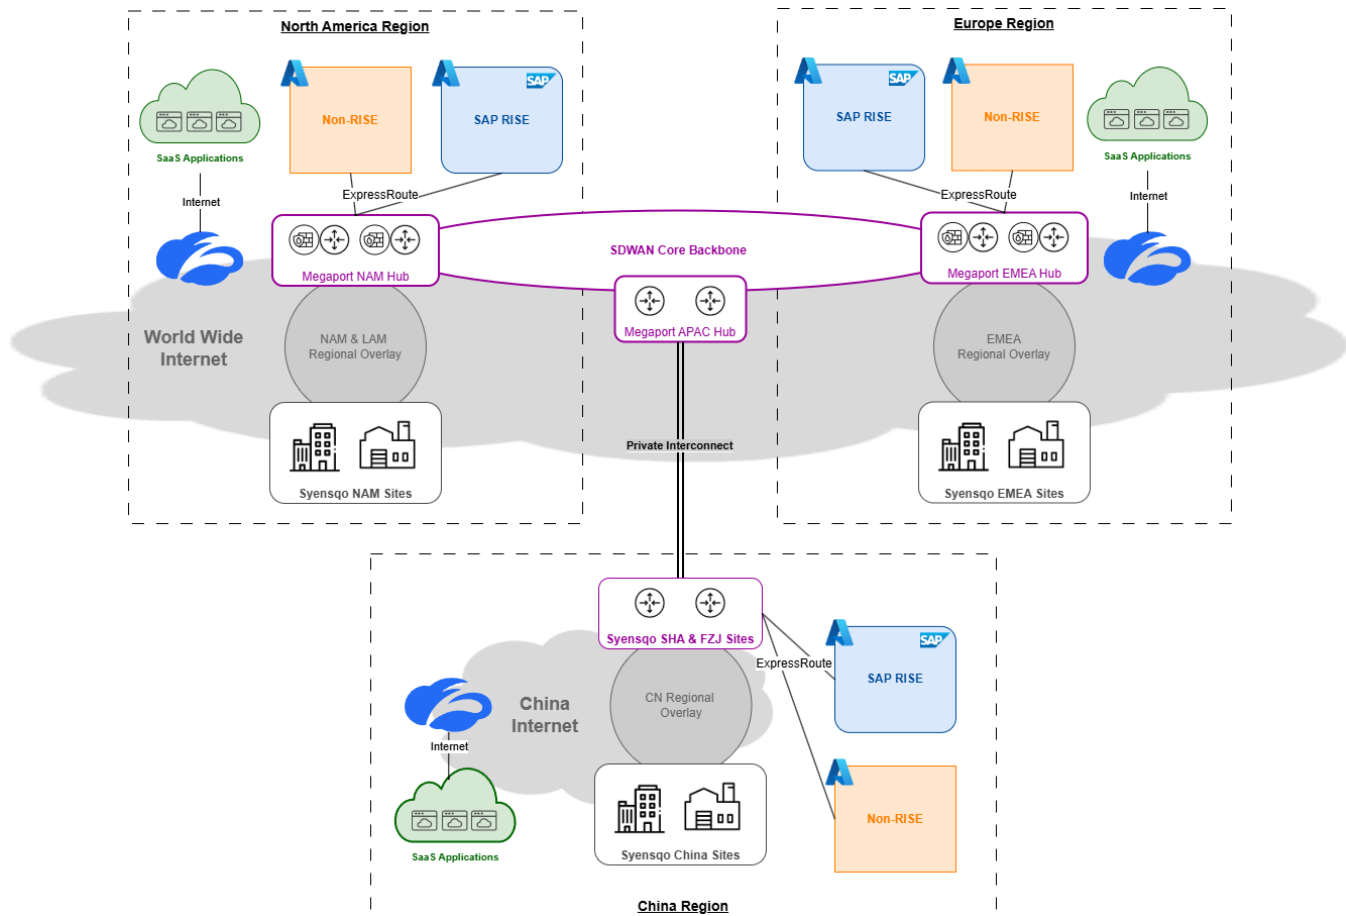 North America Region
Europe Region
SAP
SAP
Non-RISE
SAP RISE
SAP RISE
Non-RISE
SaaS Applications
SaaS Applications
Internet
ExpressRoute
ExpressRoute
Internet
SDWAN Core Backbone
Megaport NAM Hub
Megaport EMEA Hub
Megaport APAC Hub
World Wide
Internet
NAM & LAM
Regional Overlay
EMEA
Regional Overlay
Private Interconnect
Syensqo NAM Sites
Syensqo EMEA Sites
Syensqo SHA & FZJ Sites
SAP
ExpressRoute
SAP RISE
China
Internet
CN Regional
Overlay
Internet
Non-RISE
SaaS Applications
Syensqo China Sites
China Region